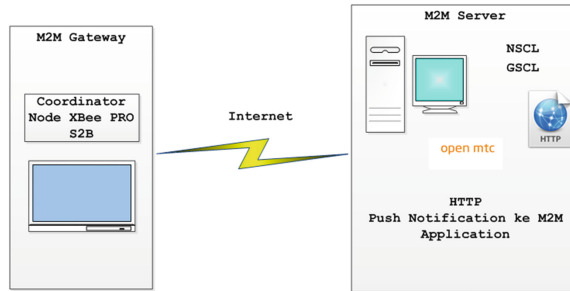 M2M Gateway
Coordinator
Node XBee PRO
S2B
Internet
M2M Server
NSCL
GSCL
HTTP
open mtc
HTTP
Push Notification ke M2M
Application